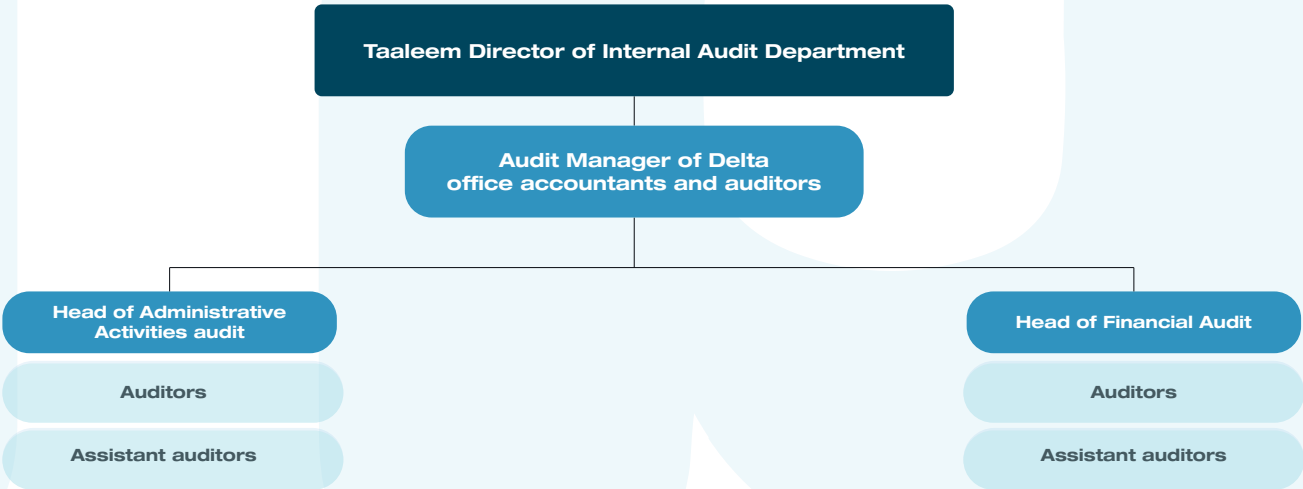 Taaleem Director of Internal Audit Department
Audit Manager of Delta
office accountants and auditors
Head of Administrative
Activities audit
Auditors
Assistant auditors
Head of Financial Audit
Auditors
Assistant auditors